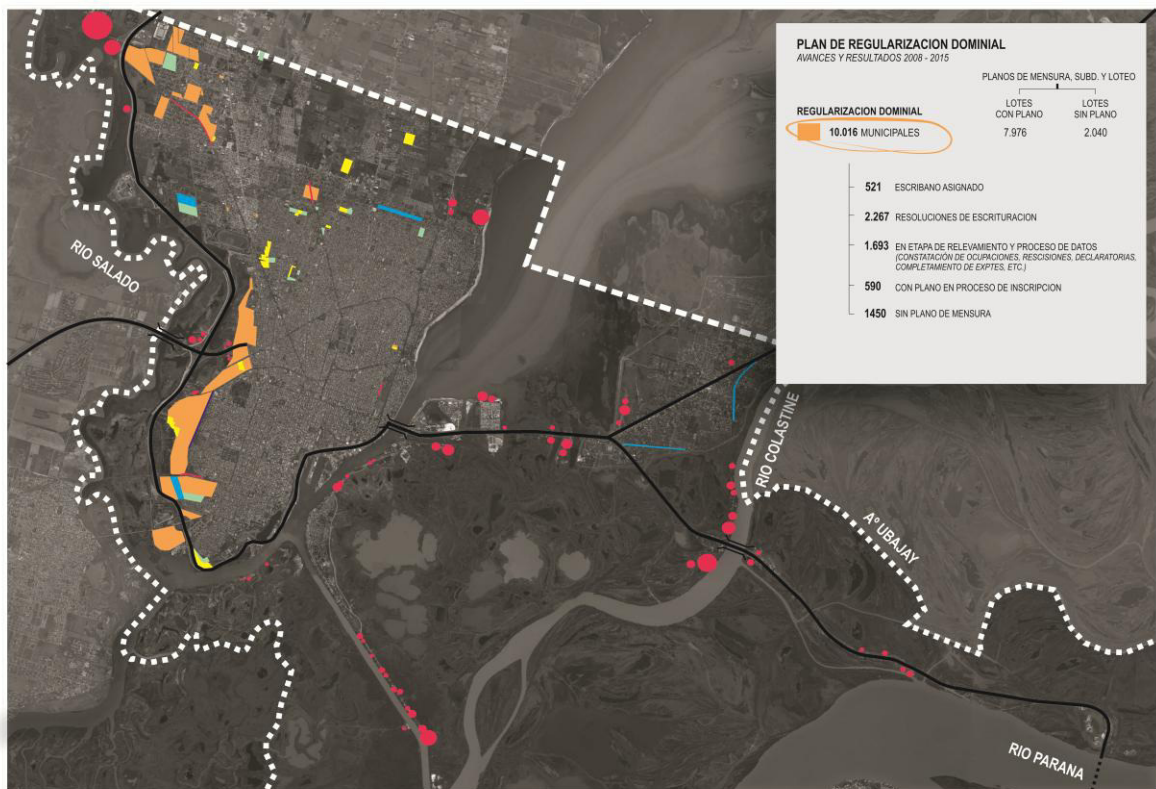 PLAN DE REGULARIZACION DOMINIAL
AVANCES Y RESULTADOS 2008 - 2015
PLANOS DE MENSURA, SUBD. Y LOTEO
LOTES CON PLANO
LOTES SIN PLANO
REGULARIZACION DOMINIAL
10.016 MUNICIPALES
7.976
2.040
521 ESCRIBANO ASIGNADO
2.267 RESOLUCIONES DE ESCRITURACION
1.693 EN ETAPA DE RELEVAMIENTO Y PROCESO DE DATOS
(CONSTATACIÓN DE OCUPACIONES, RESCISIONES, DECLARATORIAS,
COMPLETAMIENTO DE EXPTES, ETC.)
590 CON PLANO EN PROCESO DE INSCRIPCION
1450 SIN PLANO DE MENSURA
RIO SALADO
RIO COLASTINE
Aº UBAJAY
RIO PARANA